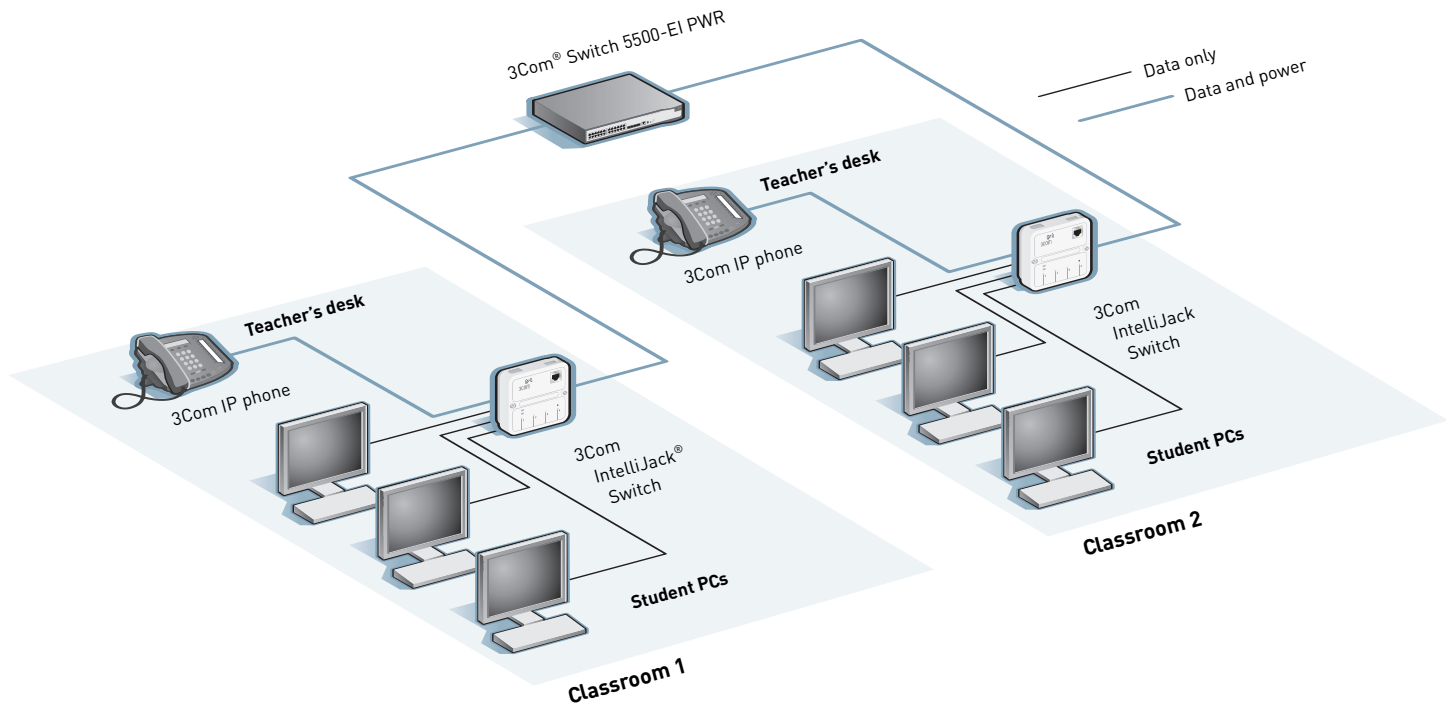 3Com® Switch 5500-EI PWR
Data only
Data and power
Teacher's desk
3Com IP phone
3Com
IntelliJack
Switch
Student PCs
Classroom 2
Teacher's desk
3Com IP phone
3Com
IntelliJack®
Switch
Student PCs
Classroom 1